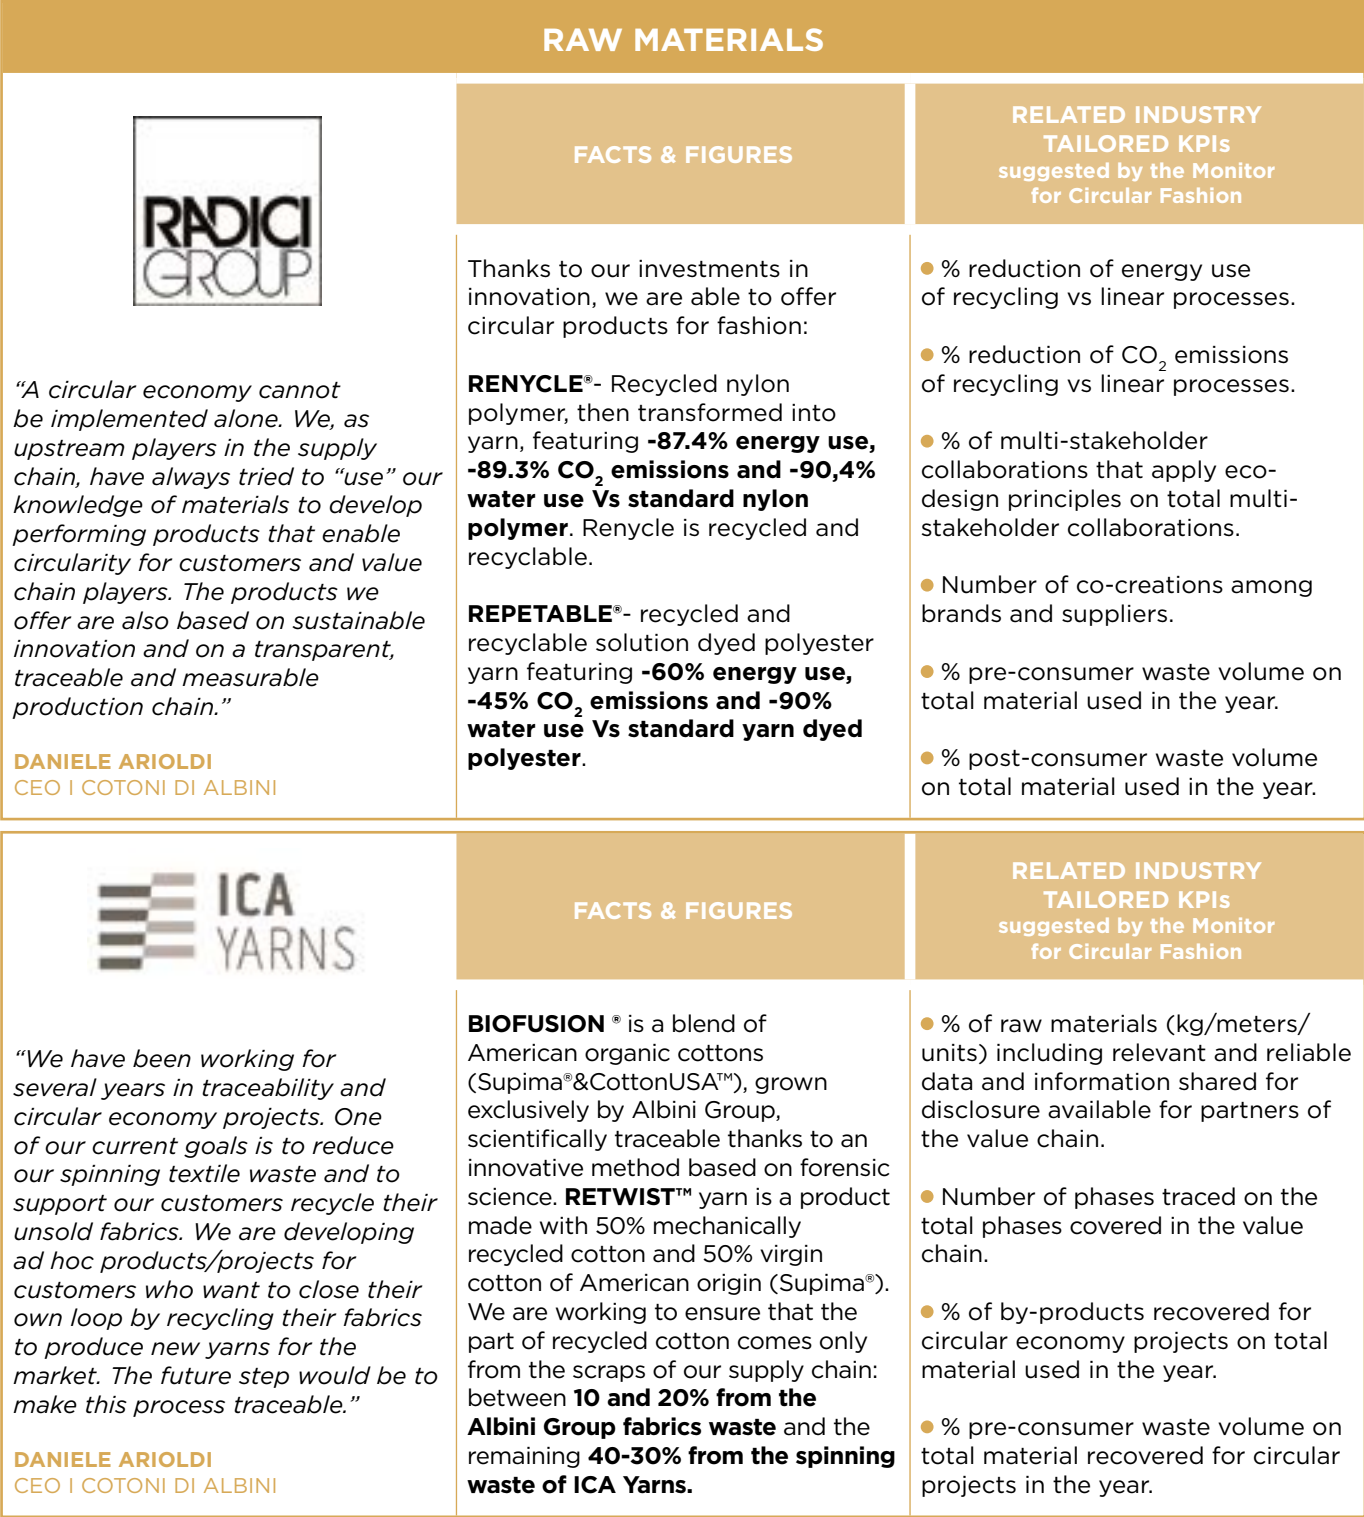 RAW MATERIALS
RADICI
GROUP
“A circular economy cannot
be implemented alone. We, as
upstream players in the supply
chain, have always tried to “use” our
knowledge of materials to develop
performing products that enable
circularity for customers and value
chain players. The products we
offer are also based on sustainable
innovation and on a transparent,
traceable and measurable
production chain.”
DANIELE ARIOLDI
CEO I COTONI DI ALBINI
FACTS & FIGURES
Thanks to our investments in
innovation, we are able to offer
circular products for fashion:
RENYCLE®- Recycled nylon
polymer, then transformed into
yarn, featuring -87.4% energy use,
-89.3% CO₂ emissions and -90,4%
water use Vs standard nylon
polymer. Renycle is recycled and
recyclable.
REPETABLE®- recycled and
recyclable solution dyed polyester
yarn featuring -60% energy use,
-45% CO₂ emissions and -90%
water use Vs standard yarn dyed
polyester.
RELATED INDUSTRY
TAILORED KPIs
suggested by the Monitor
for Circular Fashion
● % reduction of energy use
of recycling vs linear processes.
● % reduction of CO₂ emissions
of recycling vs linear processes.
● % of multi-stakeholder
collaborations that apply eco-
design principles on total multi-
stakeholder collaborations.
● Number of co-creations among
brands and suppliers.
● % pre-consumer waste volume on
total material used in the year.
● % post-consumer waste volume
on total material used in the year.
ICA
YARNS
“We have been working for
several years in traceability and
circular economy projects. One
of our current goals is to reduce
our spinning textile waste and to
support our customers recycle their
unsold fabrics. We are developing
ad hoc products/projects for
customers who want to close their
own loop by recycling their fabrics
to produce new yarns for the
market. The future step would be to
make this process traceable.”
DANIELE ARIOLDI
CEO I COTONI DI ALBINI
FACTS & FIGURES
BIOFUSION ® is a blend of
American organic cottons
(Supima®&CottonUSA™), grown
exclusively by Albini Group,
scientifically traceable thanks to an
innovative method based on forensic
science. RETWIST™ yarn is a product
made with 50% mechanically
recycled cotton and 50% virgin
cotton of American origin (Supima®).
We are working to ensure that the
part of recycled cotton comes only
from the scraps of our supply chain:
between 10 and 20% from the
Albini Group fabrics waste and the
remaining 40-30% from the spinning
waste of ICA Yarns.
RELATED INDUSTRY
TAILORED KPIs
suggested by the Monitor
for Circular Fashion
● % of raw materials (kg/meters/
units) including relevant and reliable
data and information shared for
disclosure available for partners of
the value chain.
● Number of phases traced on the
total phases covered in the value
chain.
● % of by-products recovered for
circular economy projects on total
material used in the year.
● % pre-consumer waste volume on
total material recovered for circular
projects in the year.